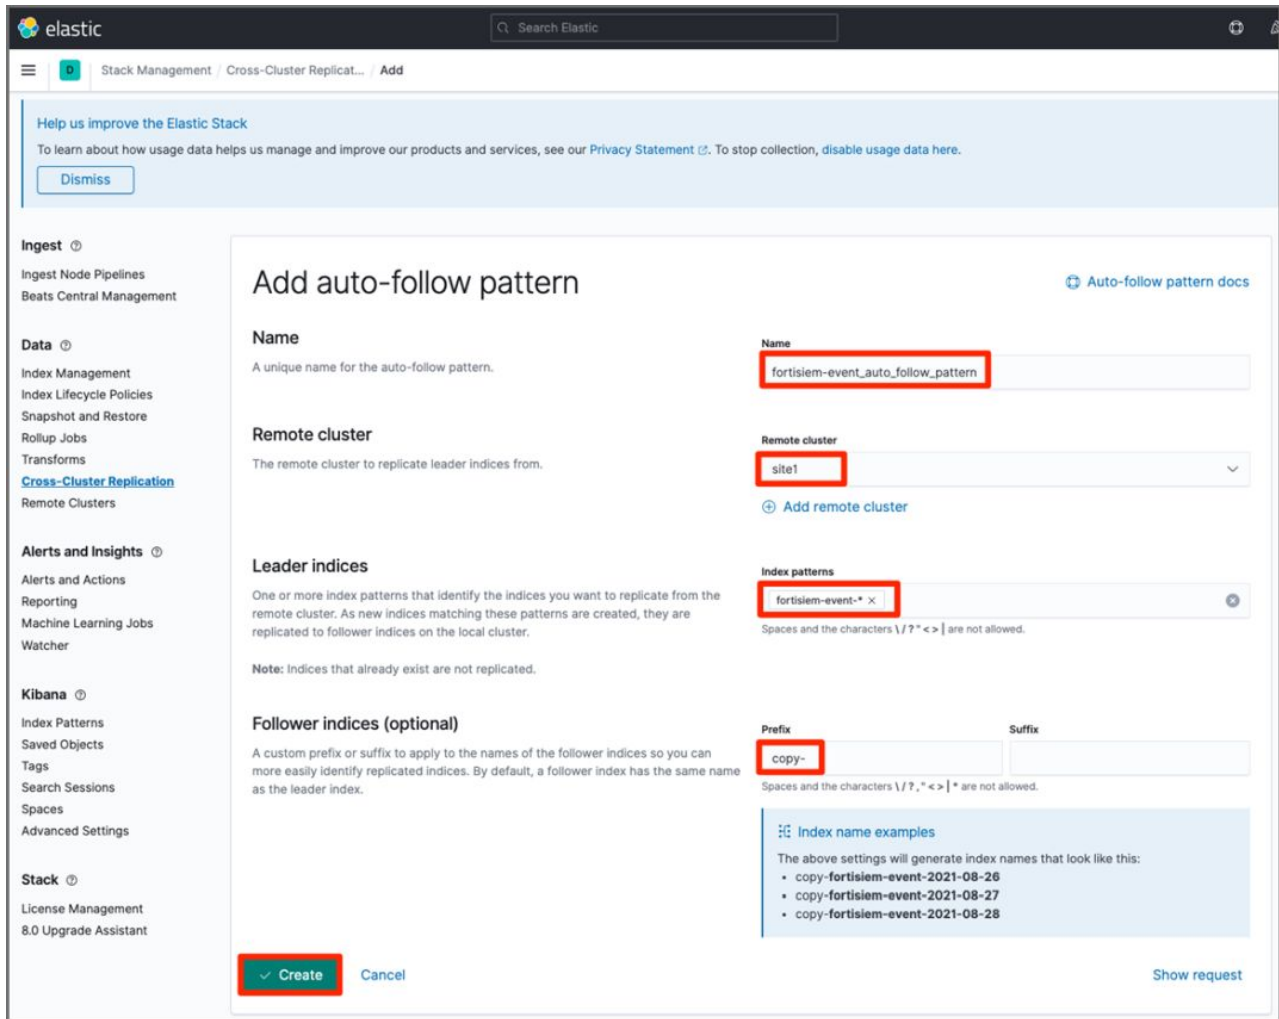 elastic
Search Elastic
D
Stack Management / Cross-Cluster Replicat... / Add
Help us improve the Elastic Stack
To learn about how usage data helps us manage and improve our products and services, see our Privacy Statement. To stop collection, disable usage data here.
Dismiss
Ingest
Ingest Node Pipelines
Beats Central Management
Data
Index Management
Index Lifecycle Policies
Snapshot and Restore
Rollup Jobs
Transforms
Cross-Cluster Replication
Remote Clusters
Alerts and Insights
Alerts and Actions
Reporting
Machine Learning Jobs
Watcher
Kibana
Index Patterns
Saved Objects
Tags
Search Sessions
Spaces
Advanced Settings
Stack
License Management
8.0 Upgrade Assistant
Add auto-follow pattern
Auto-follow pattern docs
Name
A unique name for the auto-follow pattern.
Name
fortisiem-event_auto_follow_pattern
Remote cluster
The remote cluster to replicate leader indices from.
Remote cluster
site1
Add remote cluster
Leader indices
One or more index patterns that identify the indices you want to replicate from the
remote cluster. As new indices matching these patterns are created, they are
replicated to follower indices on the local cluster.
Note: Indices that already exist are not replicated.
Index patterns
fortisiem-event-* ×
Spaces and the characters \ / ? " < > | are not allowed.
Follower indices (optional)
A custom prefix or suffix to apply to the names of the follower indices so you can
more easily identify replicated indices. By default, a follower index has the same name
as the leader index.
Prefix
copy-
Suffix
Spaces and the characters \ / ? , " < > | * are not allowed.
Index name examples
The above settings will generate index names that look like this:
• copy-fortisiem-event-2021-08-26
• copy-fortisiem-event-2021-08-27
• copy-fortisiem-event-2021-08-28
Create
Cancel
Show request